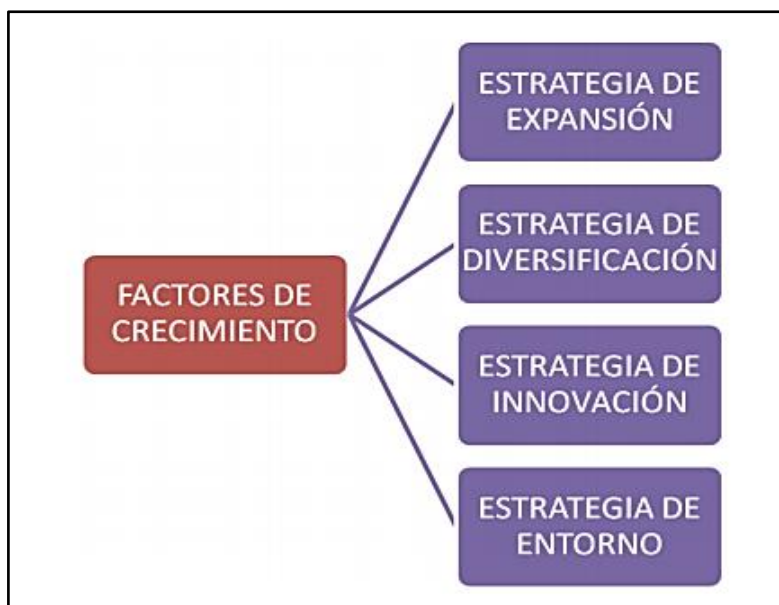 FACTORES DE
CRECIMIENTO
ESTRATEGIA DE
EXPANSIÓN
ESTRATEGIA DE
DIVERSIFICACIÓN
ESTRATEGIA DE
INNOVACIÓN
ESTRATEGIA DE
ENTORNO